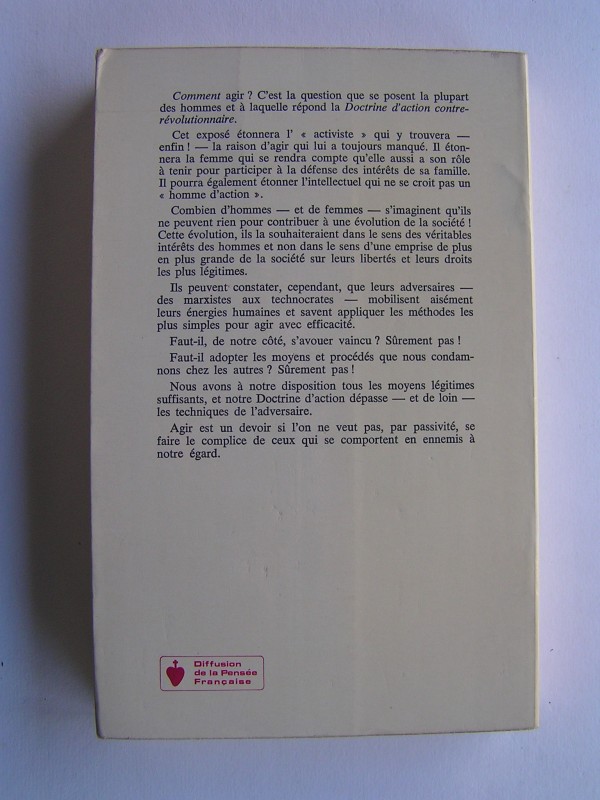 Comment agir ? C'est la question que se posent la plupart
des hommes et à laquelle répond la Doctrine d'action contre-
révolutionnaire.
Cet exposé étonnera l' « activiste » qui y trouvera —
enfin ! — la raison d'agir qui lui a toujours manqué. Il éton-
nera la femme qui se rendra compte qu'elle aussi a son rôle
à tenir pour participer à la défense des intérêts de sa famille.
Il pourra également étonner l'intellectuel qui ne se croit pas un
« homme d'action ».
Combien d'hommes — et de femmes — s'imaginent qu'ils
ne peuvent rien pour contribuer à une évolution de la société !
Cette évolution, ils la souhaiteraient dans le sens des véritables
intérêts des hommes et non dans le sens d'une emprise de plus
en plus grande de la société sur leurs libertés et leurs droits
les plus légitimes.
Ils peuvent constater, cependant, que leurs adversaires —
des marxistes aux technocrates — mobilisent aisément
leurs énergies humaines et savent appliquer les méthodes les
plus simples pour agir avec efficacité.
Faut-il, de notre côté, s'avouer vaincu ? Sûrement pas !
Faut-il adopter les moyens et procédés que nous condam-
nons chez les autres ? Sûrement pas !
Nous avons à notre disposition tous les moyens légitimes
suffisants, et notre Doctrine d'action dépasse — et de loin —
les techniques de l'adversaire.
Agir est un devoir si l'on ne veut pas, par passivité, se
faire le complice de ceux qui se comportent en ennemis à
notre égard.
Diffusion
de la Pensée
Française